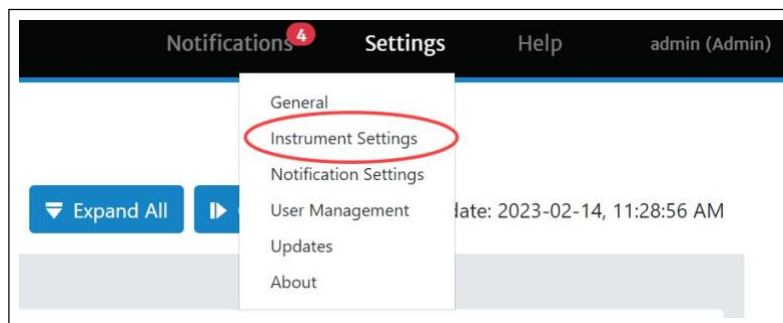 Notifications 4 Settings Help admin (Admin)
General
Instrument Settings
Notification Settings
Expand All User Management date: 2023-02-14, 11:28:56 AM
Updates
About